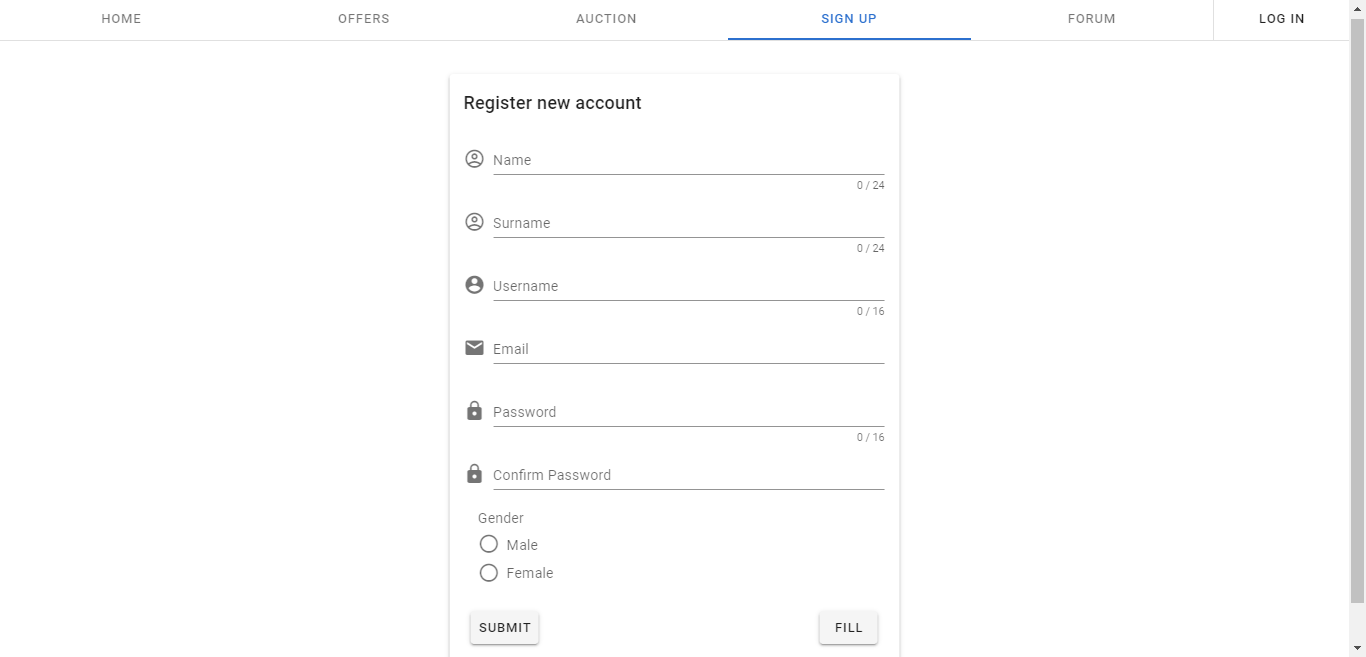 HOME OFFERS AUCTION SIGN UP FORUM LOG IN
Register new account
Name
0 / 24
Surname
0 / 24
Username
0 / 16
Email
Password
0 / 16
Confirm Password
Gender
Male
Female
SUBMIT FILL